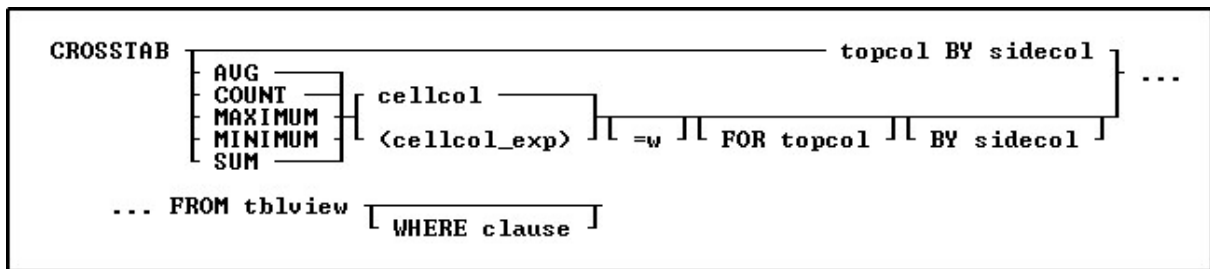 CROSSTAB topcol BY sidecol
AVG ...
COUNT cellcol
MAXIMUM
MINIMUM (cellcol_exp) =w FOR topcol BY sidecol
SUM
... FROM tblview
WHERE clause